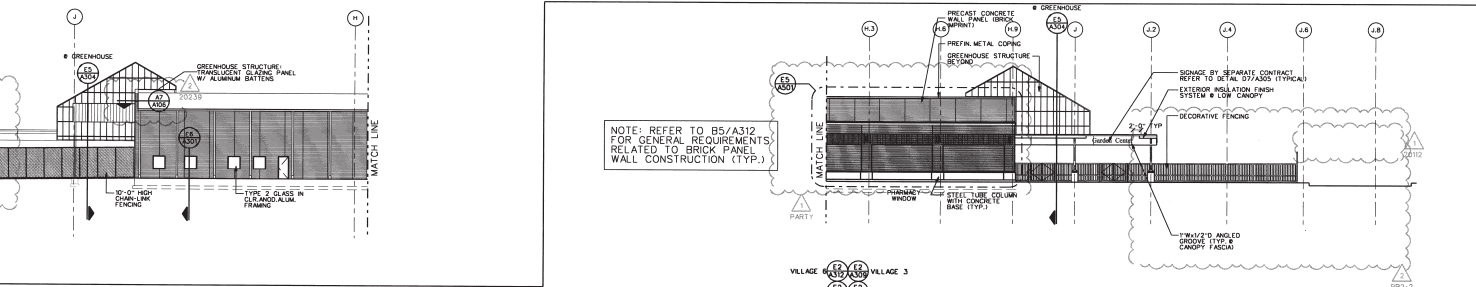 J
H
@ GREENHOUSE
E5
A304
GREENHOUSE STRUCTURE:
TRANSLUCENT GLAZING PANEL
W/ ALUMINUM BATTENS
2
20239
A7
A106
E6
A301
MATCH LINE
10'-0" HIGH
CHAIN-LINK
FENCING
TYPE 2 GLASS IN
CLR.ANOD.ALUM.
FRAMING
NOTE: REFER TO B5/A312
FOR GENERAL REQUIREMENTS
RELATED TO BRICK PANEL
WALL CONSTRUCTION (TYP.)
PRECAST CONCRETE
WALL PANEL (BRICK
IMPRINT)
PREFIN. METAL COPING
GREENHOUSE STRUCTURE
BEYOND
@ GREENHOUSE
E5
A304
H.3
H.6
H.9
J
J.2
J.4
J.6
J.8
E5
A501
MATCH LINE
SIGNAGE BY SEPARATE CONTRACT
REFER TO DETAIL D7/A305 (TYPICAL)
EXTERIOR INSULATION FINISH
SYSTEM @ LOW CANOPY
2'-0" TYP
DECORATIVE FENCING
Garden Center
1
20112
PHARMACY
WINDOW
STEEL TUBE COLUMN
WITH CONCRETE
BASE (TYP.)
1
PARTY
1"Wx1/2"D ANGLED
GROOVE (TYP. @
CANOPY FASCIA)
VILLAGE 6
E2
A312
E2
A309
VILLAGE 3
E2
E2
2